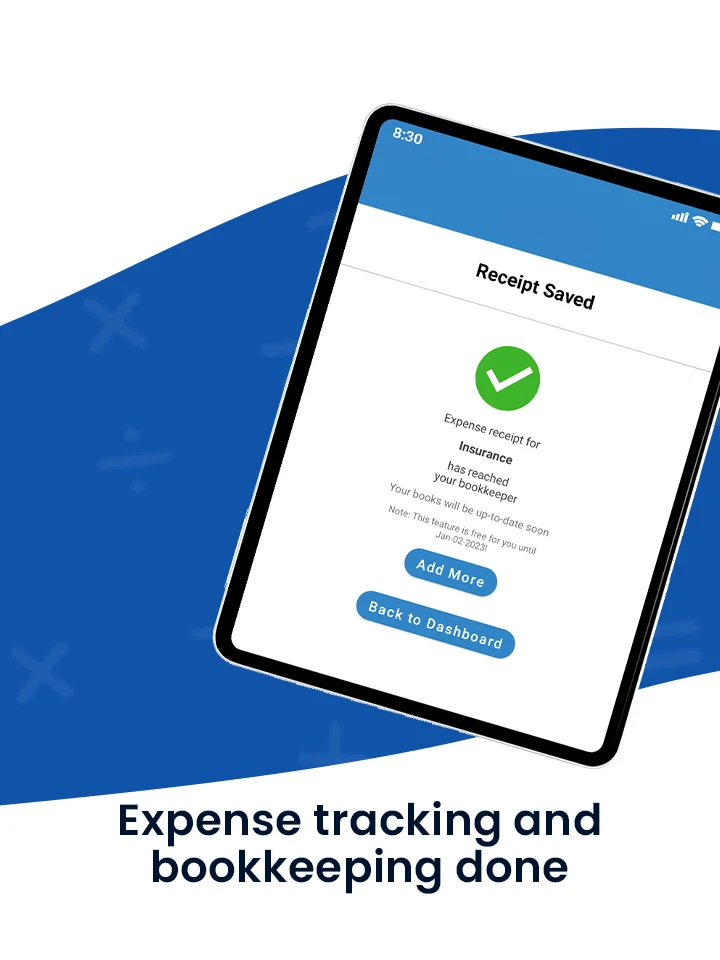 8:30
Receipt Saved
Expense receipt for
Insurance
has reached
your bookkeeper
Your books will be up-to-date soon
Note: This feature is free for you until
Jan-02-2023!
Add More
Back to Dashboard
Expense tracking and
bookkeeping done